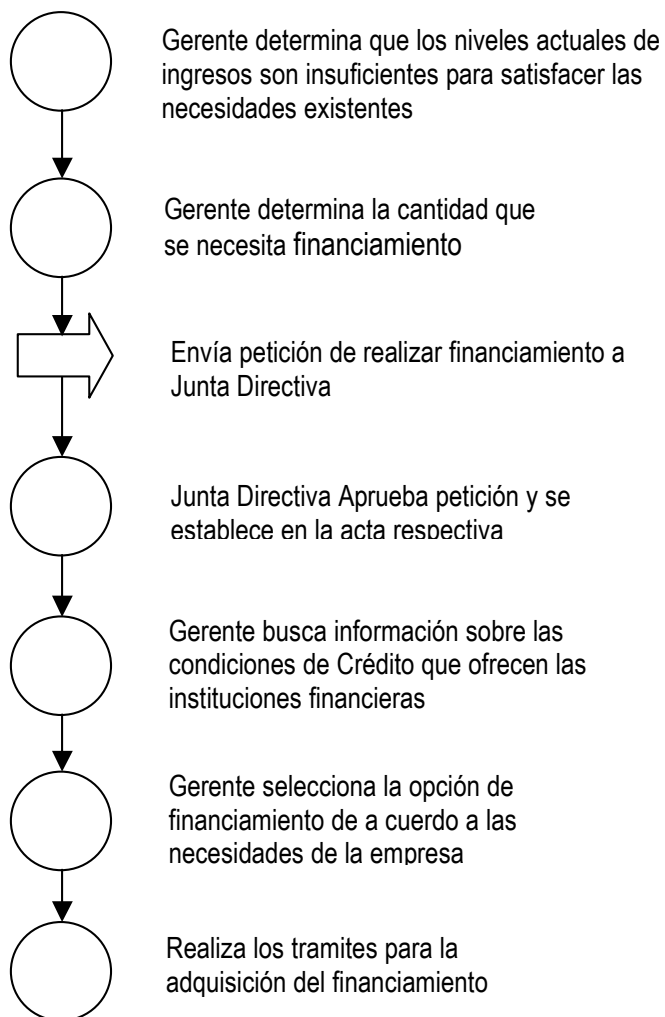 Gerente determina que los niveles actuales de
ingresos son insuficientes para satisfacer las
necesidades existentes
Gerente determina la cantidad que
se necesita financiamiento
Envía petición de realizar financiamiento a
Junta Directiva
Junta Directiva Aprueba petición y se
establece en la acta respectiva
Gerente busca información sobre las
condiciones de Crédito que ofrecen las
instituciones financieras
Gerente selecciona la opción de
financiamiento de a cuerdo a las
necesidades de la empresa
Realiza los tramites para la
adquisición del financiamiento